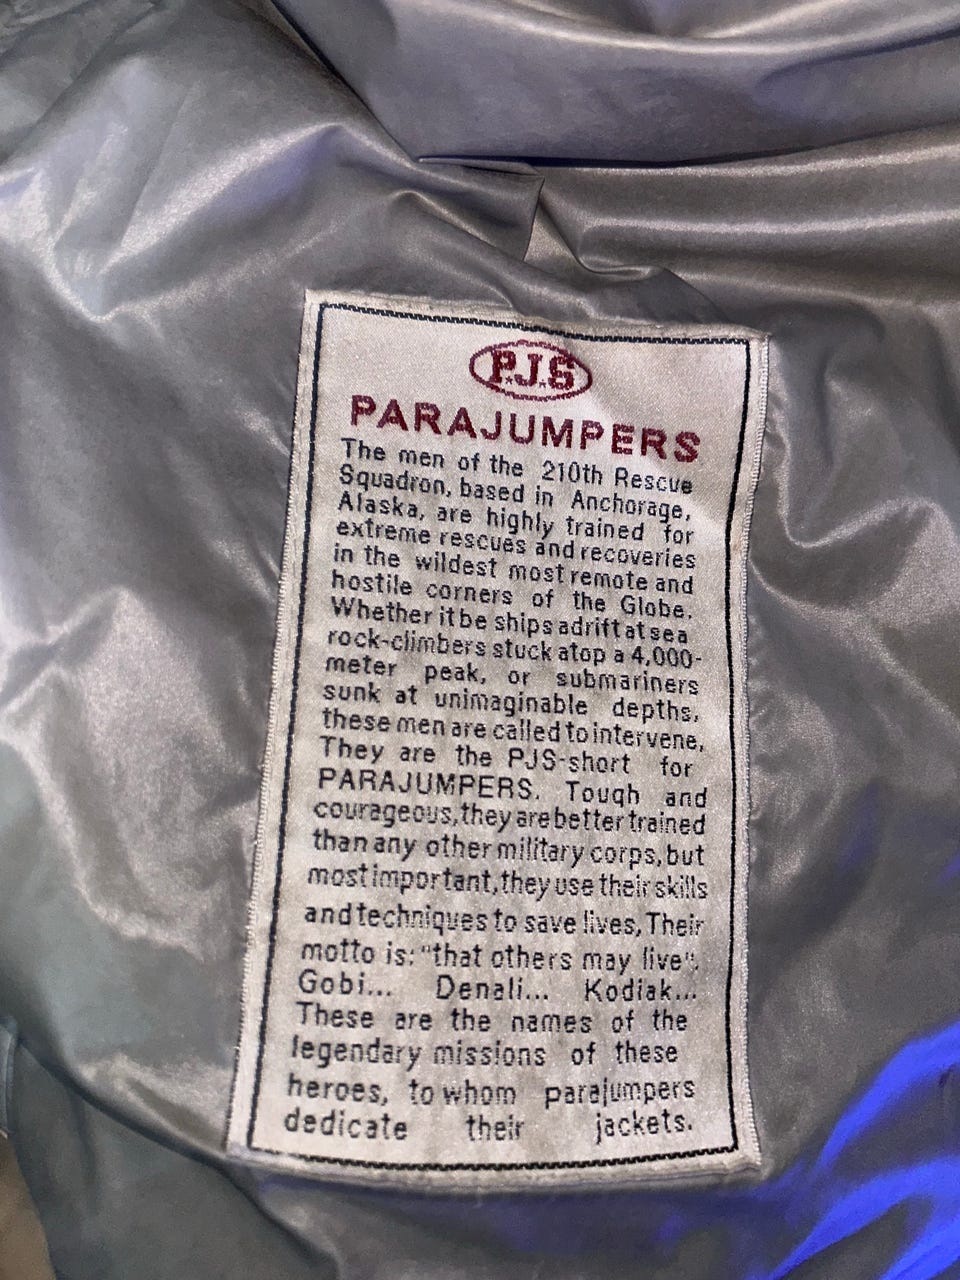 P.J.S
PARAJUMPERS
The men of the 210th Rescue
Squadron, based in Anchorage,
Alaska, are highly trained for
extreme rescues and recoveries
in the wildest most remote and
hostile corners of the Globe.
Whether it be ships adrift at sea
rock-climbers stuck atop a 4,000-
meter peak, or submariners
sunk at unimaginable depths,
these men are called to intervene,
They are the PJS-short for
PARAJUMPERS. Tough and
courageous, they are better trained
than any other military corps, but
most important, they use their skills
and techniques to save lives, Their
motto is: "that others may live".
Gobi... Denali... Kodiak...
These are the names of the
legendary missions of these
heroes, to whom parajumpers
dedicate their jackets.